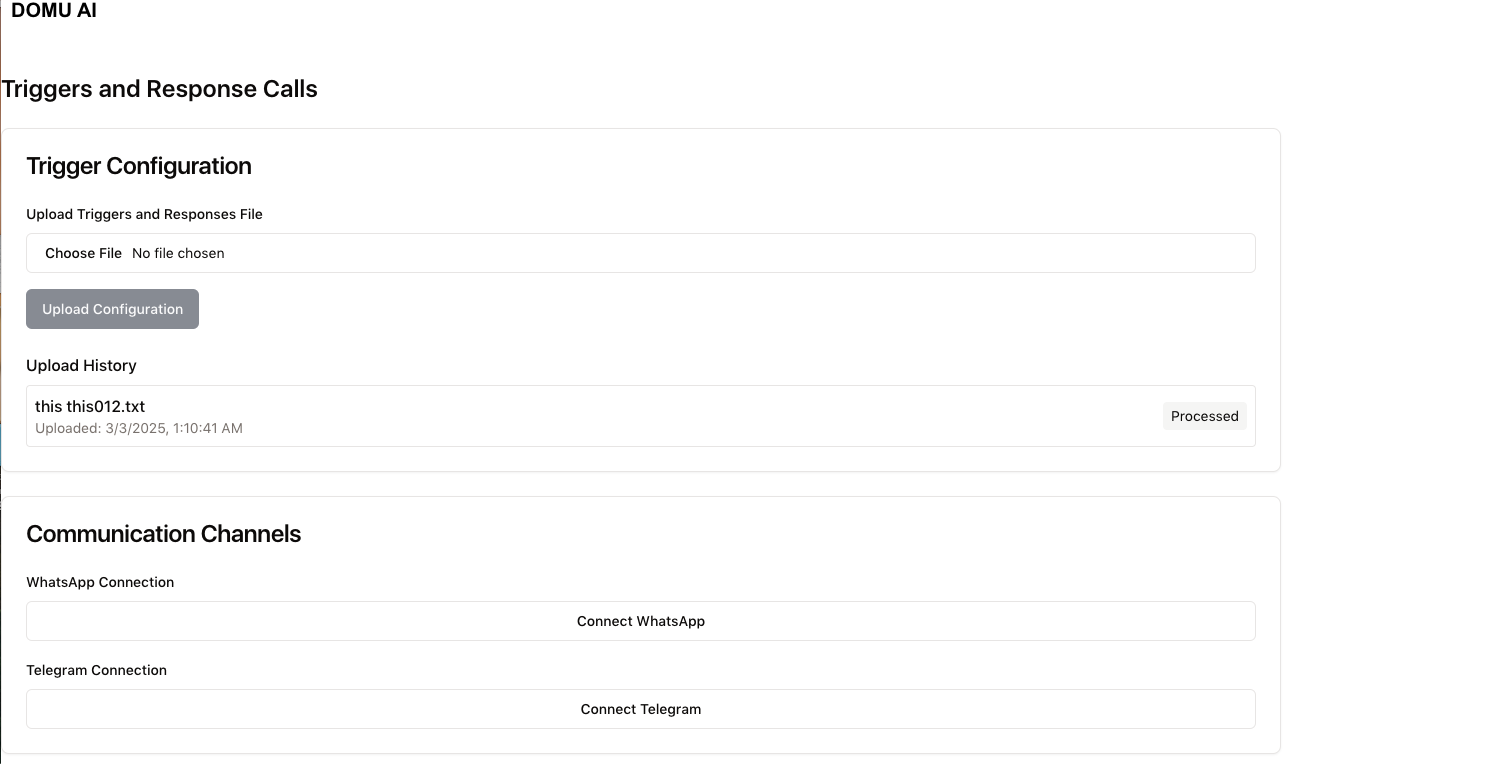 DOMU AI
Triggers and Response Calls
Trigger Configuration
Upload Triggers and Responses File
Choose File No file chosen
Upload Configuration
Upload History
this this012.txt
Uploaded: 3/3/2025, 1:10:41 AM
Processed
Communication Channels
WhatsApp Connection
Connect WhatsApp
Telegram Connection
Connect Telegram